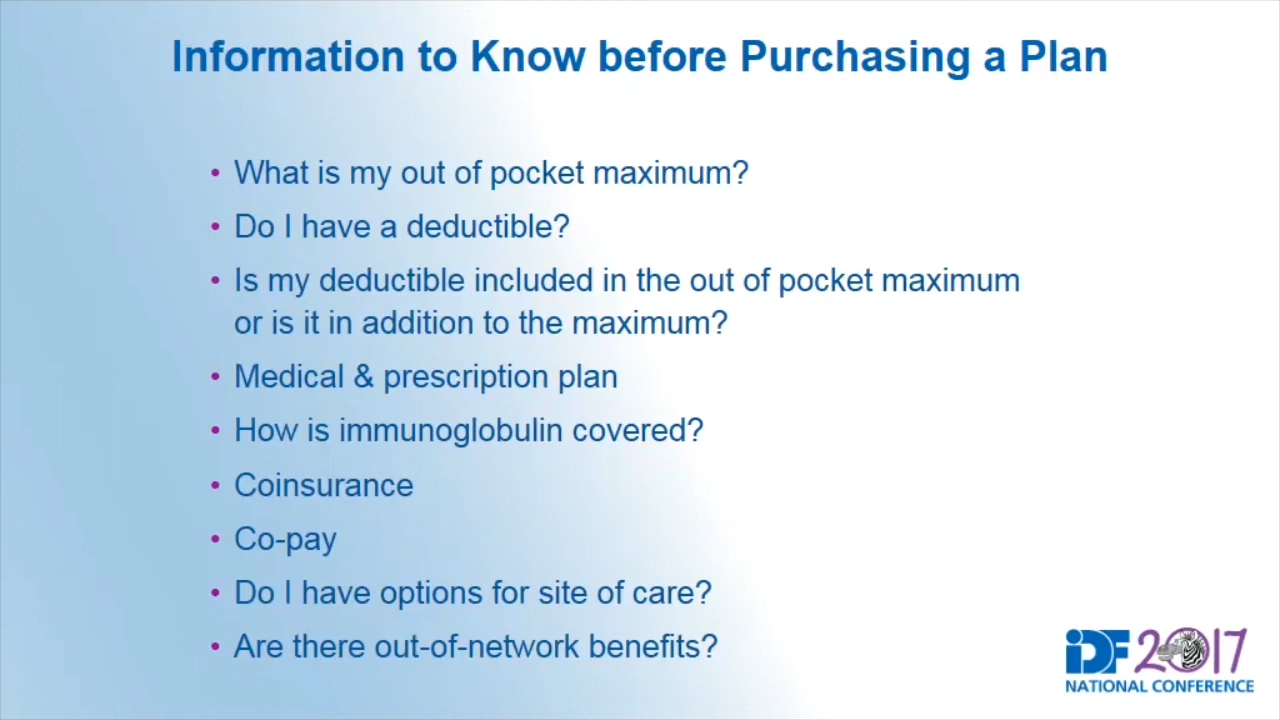 Information to Know before Purchasing a Plan
• What is my out of pocket maximum?
• Do I have a deductible?
• Is my deductible included in the out of pocket maximum
or is it in addition to the maximum?
• Medical & prescription plan
• How is immunoglobulin covered?
• Coinsurance
• Co-pay
• Do I have options for site of care?
• Are there out-of-network benefits?
iDF 2017
NATIONAL CONFERENCE